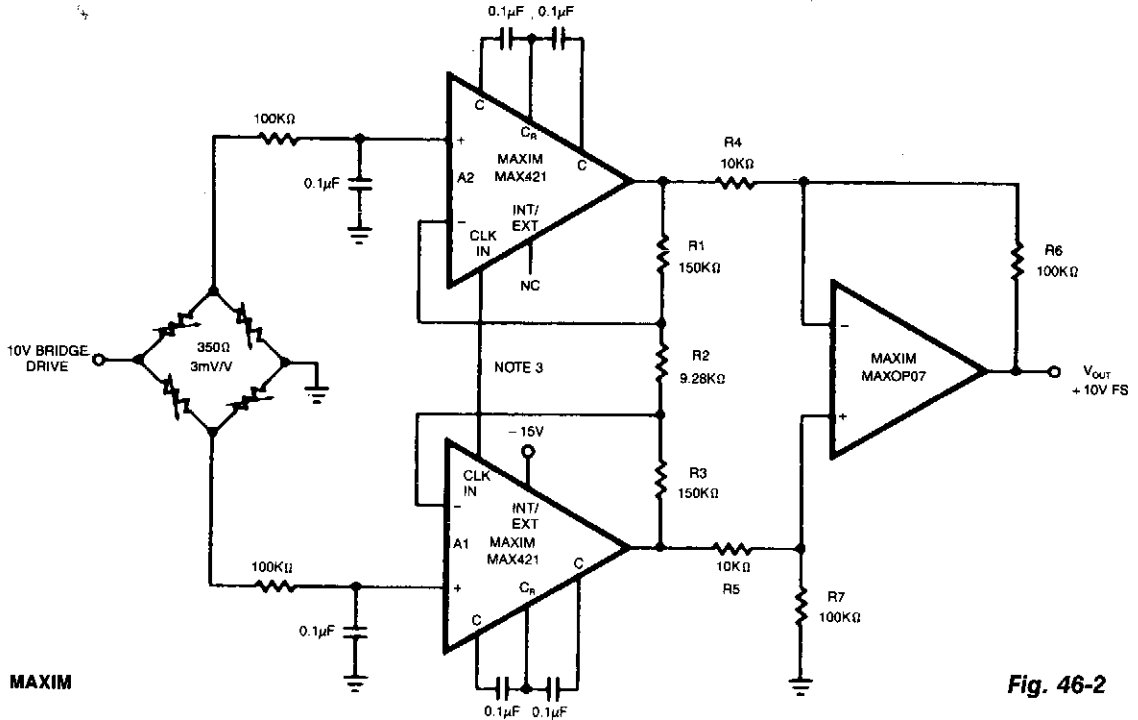 0.1µF 0.1µF
C
CR
C
100KΩ
+
MAXIM
MAX421
R4
10KΩ
0.1µF
A2
INT/
EXT
−
CLK
IN
R1
150KΩ
R6
100KΩ
NC
10V BRIDGE
DRIVE
350Ω
3mV/V
NOTE 3
R2
9.28KΩ
−
MAXIM
MAXOP07
VOUT
+10V FS
+
−15V
CLK
IN
R3
150KΩ
−
INT/
EXT
A1
MAXIM
MAX421
100KΩ
+
C
CR
C
10KΩ
R5
R7
100KΩ
0.1µF
0.1µF 0.1µF
MAXIM
Fig. 46-2